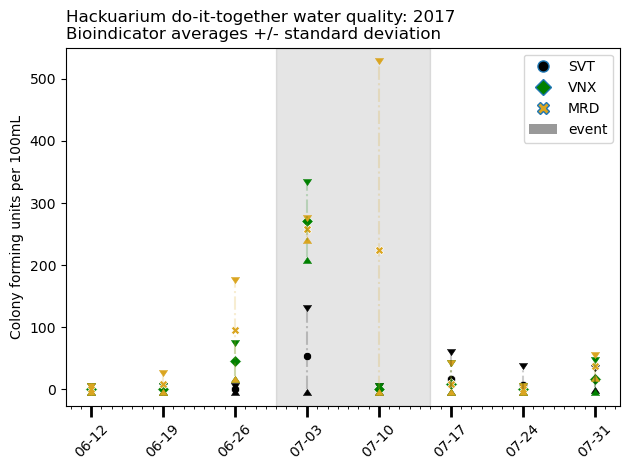 Hackuarium do-it-together water quality: 2017
Bioindicator averages +/- standard deviation
Colony forming units per 100mL
500
400
300
200
100
0
06-12
06-19
06-26
07-03
07-10
07-17
07-24
07-31
SVT
VNX
MRD
event